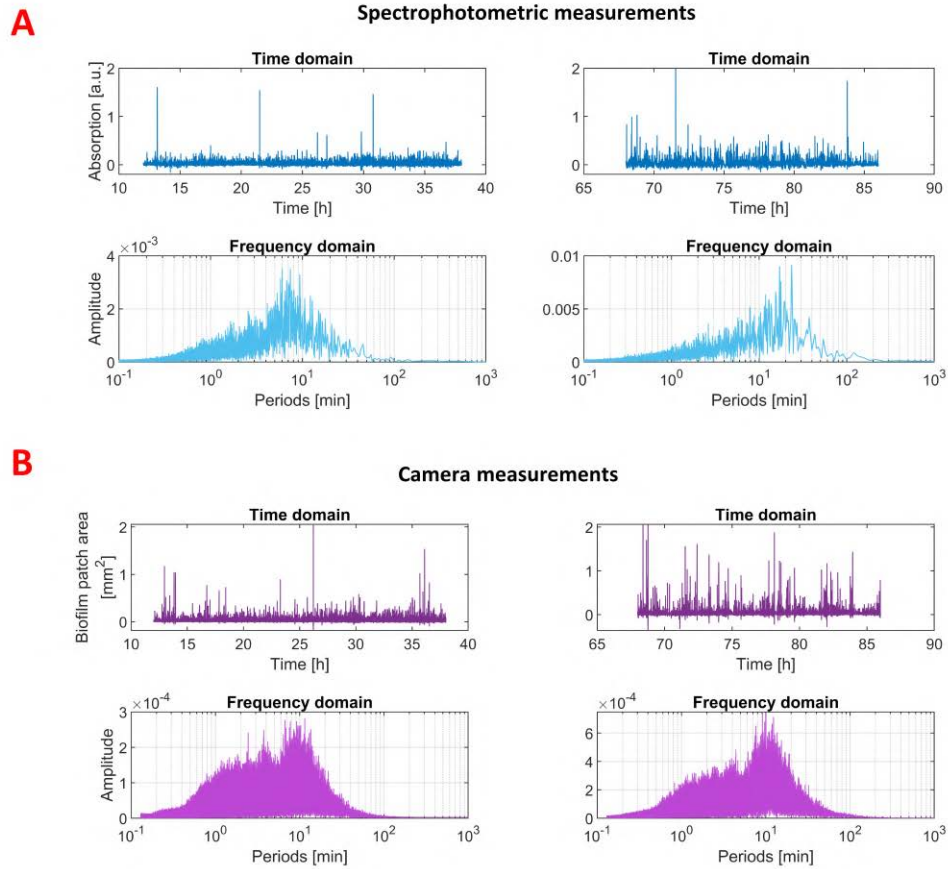 A
Spectrophotometric measurements
Time domain
Time domain
Absorption [a.u.]
2
1
0
10 15 20 25 30 35 40
Time [h]
2
1
0
65 70 75 80 85 90
Time [h]
Frequency domain
Frequency domain
×10⁻³
Amplitude
4
2
0
10⁻¹ 10⁰ 10¹ 10² 10³
Periods [min]
0.01
0.005
0
10⁻¹ 10⁰ 10¹ 10² 10³
Periods [min]
B
Camera measurements
Time domain
Time domain
Biofilm patch area
[mm²]
2
1
0
10 15 20 25 30 35 40
Time [h]
2
1
0
65 70 75 80 85 90
Time [h]
Frequency domain
Frequency domain
×10⁻⁴
Amplitude
3
2
1
0
10⁻¹ 10⁰ 10¹ 10² 10³
Periods [min]
×10⁻⁴
6
4
2
0
10⁻¹ 10⁰ 10¹ 10² 10³
Periods [min]